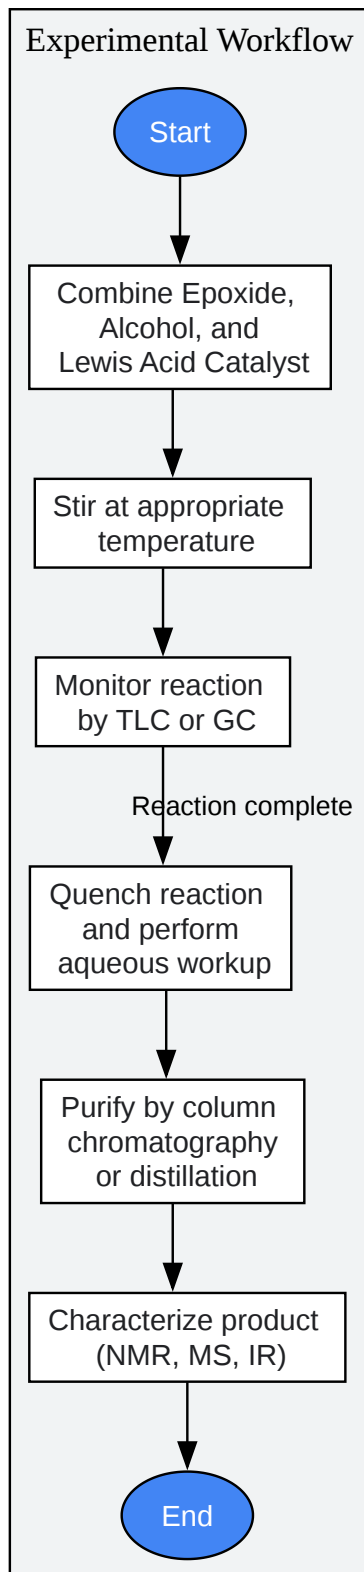 Experimental Workflow
Start
Combine Epoxide,
Alcohol, and
Lewis Acid Catalyst
Stir at appropriate
temperature
Monitor reaction
by TLC or GC
Reaction complete
Quench reaction
and perform
aqueous workup
Purify by column
chromatography
or distillation
Characterize product
(NMR, MS, IR)
End